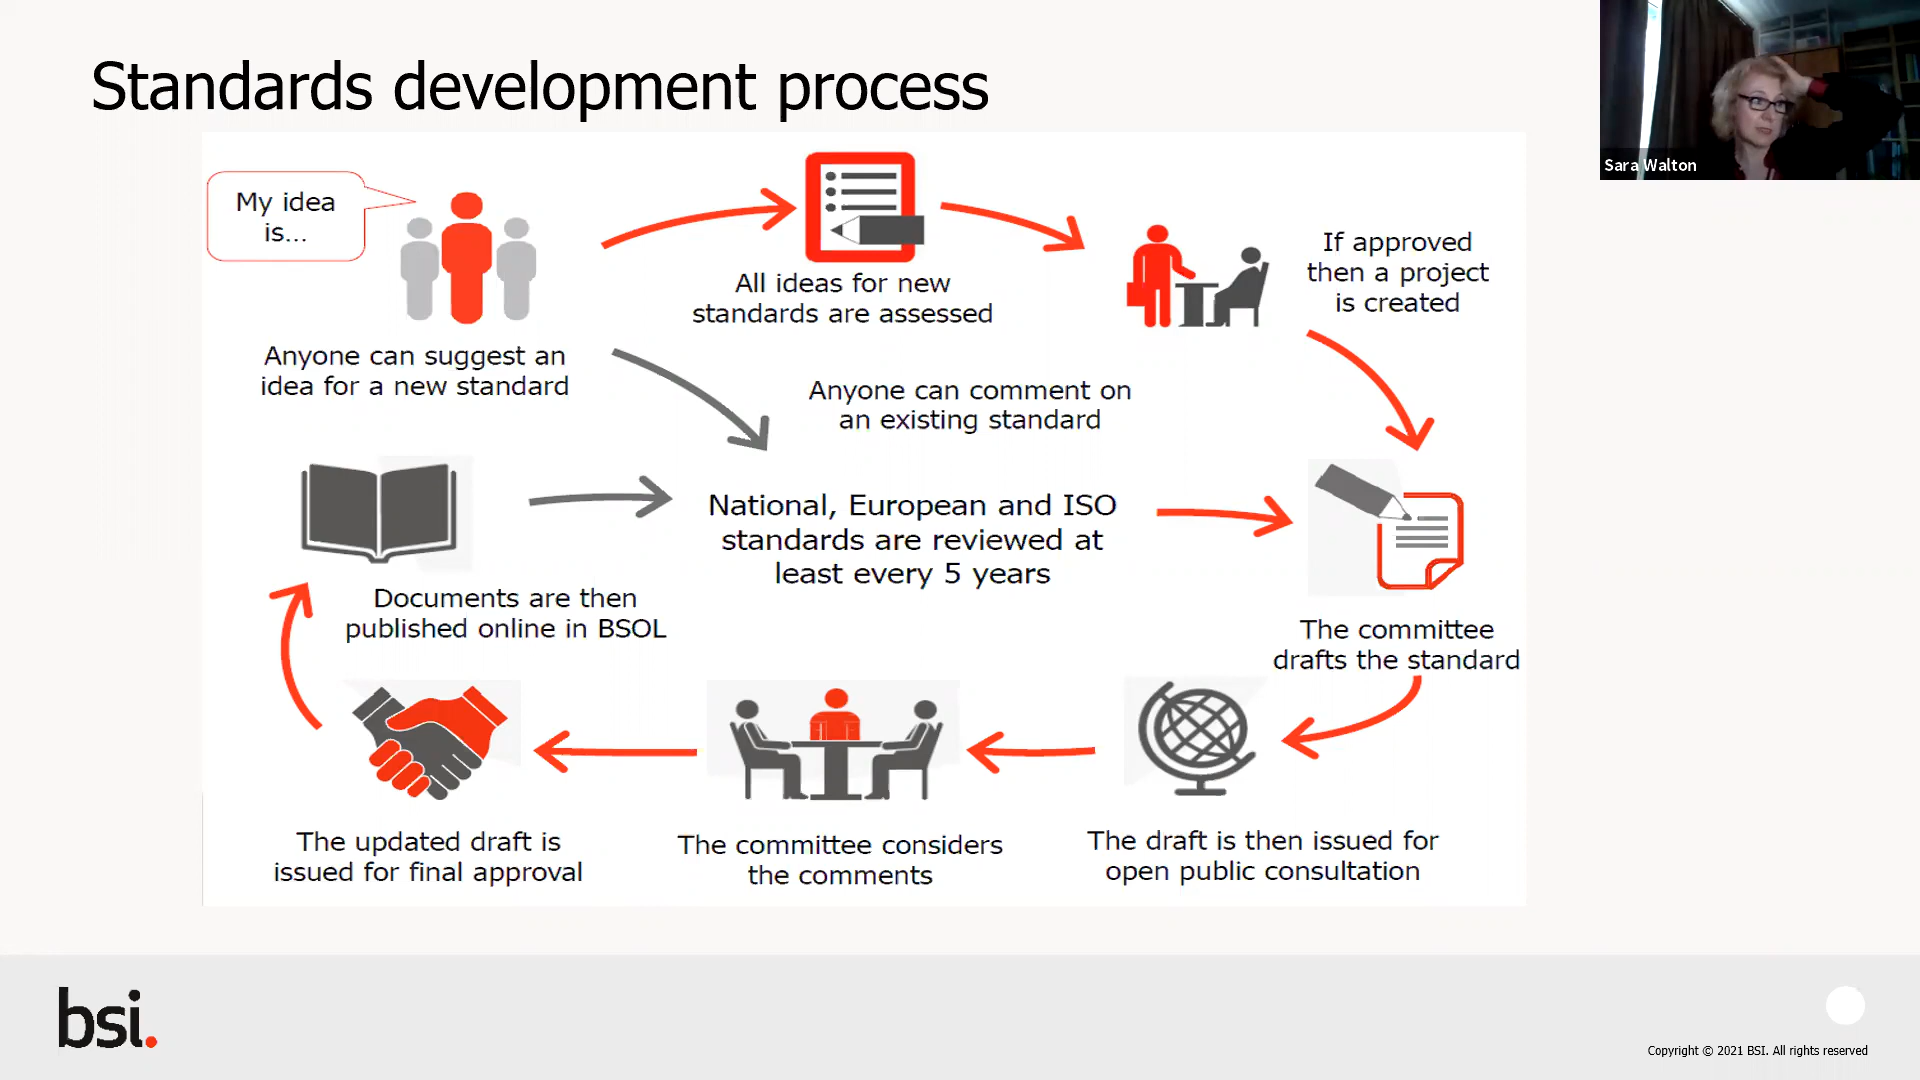 Standards development process
Sara Walton
My idea
is...
All ideas for new
standards are assessed
If approved
then a project
is created
Anyone can suggest an
idea for a new standard
Anyone can comment on
an existing standard
National, European and ISO
standards are reviewed at
least every 5 years
Documents are then
published online in BSOL
The committee
drafts the standard
The updated draft is
issued for final approval
The committee considers
the comments
The draft is then issued for
open public consultation
bsi.
Copyright © 2021 BSI. All rights reserved